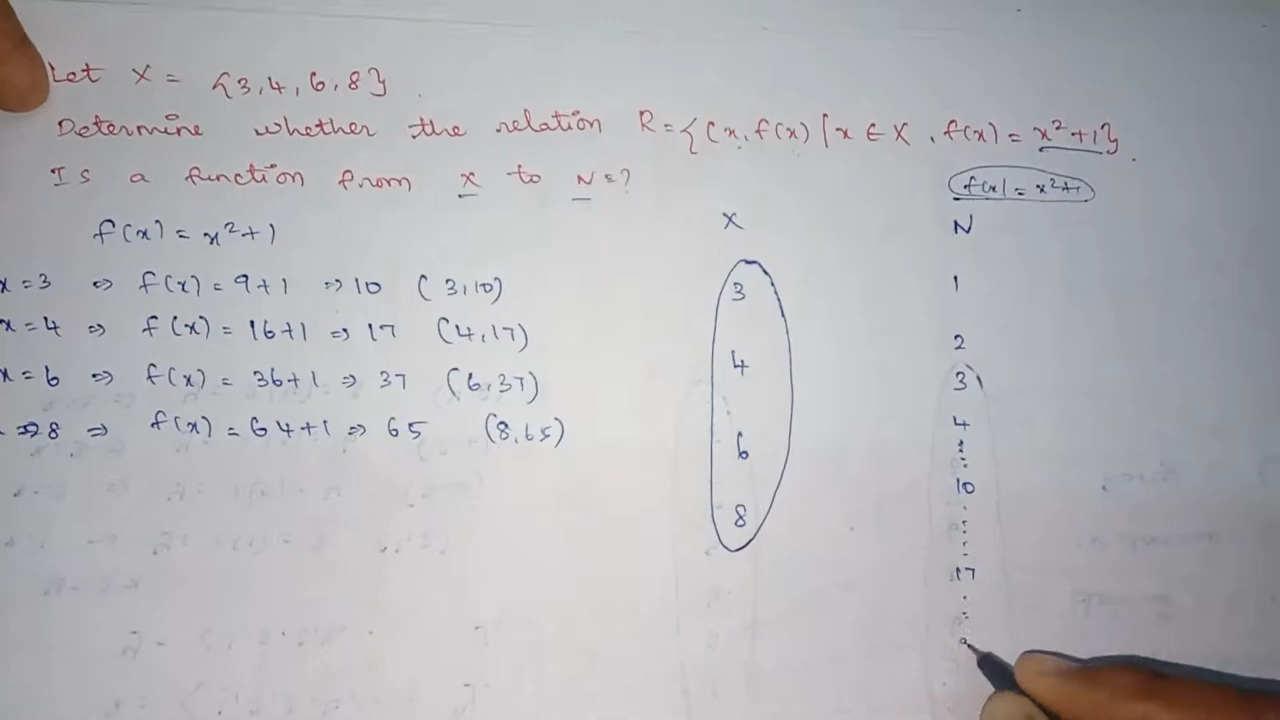 Let X = {3, 4, 6, 8} .
Determine whether the relation R = {(x, f(x) / x ∈ X , f(x) = x² + 1} .
Is a function from x to N = ?
f(x) = x²+1
f(x) = x² + 1
X
N
x = 3 ⇒ f(x) = 9 + 1 ⇒ 10 (3,10)
x = 4 ⇒ f(x) = 16+1 ⇒ 17 (4,17)
x = 6 ⇒ f(x) = 36+1 ⇒ 37 (6,37)
⇒ 8 ⇒ f(x) = 64+1 ⇒ 65 (8,65)
3
4
6
8
1
2
3
4
10
17